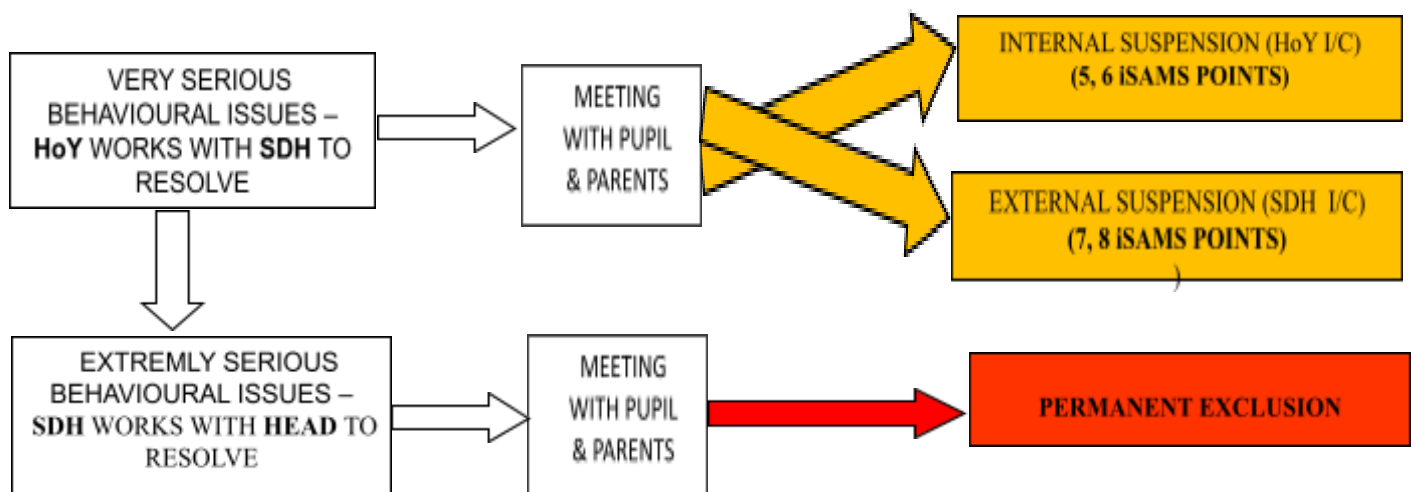 VERY SERIOUS
BEHAVIOURAL ISSUES –
HoY WORKS WITH SDH TO
RESOLVE
MEETING
WITH PUPIL
& PARENTS
INTERNAL SUSPENSION (HoY I/C)
(5, 6 iSAMS POINTS)
EXTERNAL SUSPENSION (SDH I/C)
(7, 8 iSAMS POINTS)
)
EXTREMLY SERIOUS
BEHAVIOURAL ISSUES –
SDH WORKS WITH HEAD TO
RESOLVE
MEETING
WITH PUPIL
& PARENTS
PERMANENT EXCLUSION